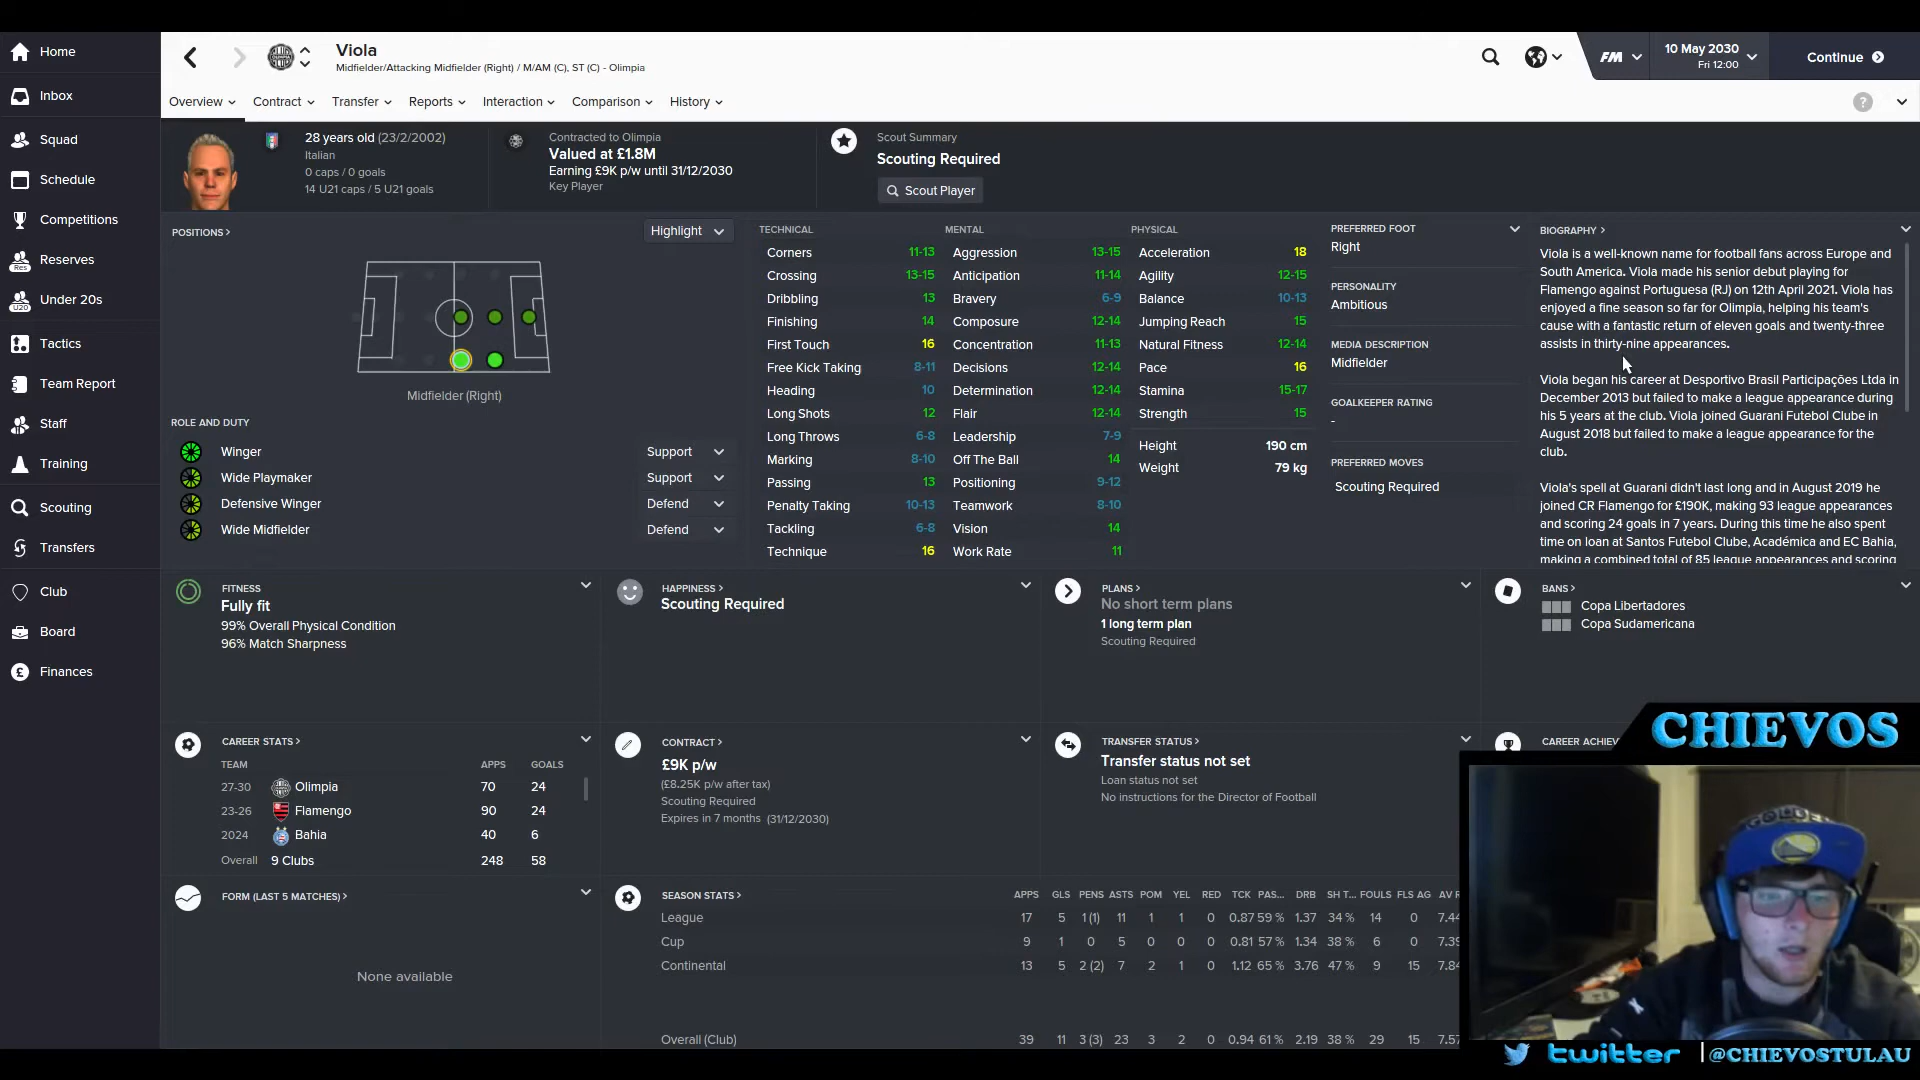 Home
Inbox
Squad
Schedule
Competitions
Reserves
Under 20s
Tactics
Team Report
Staff
Training
Scouting
Transfers
Club
Board
Finances
Viola
Midfielder/Attacking Midfielder (Right) / M/AM (C), ST (C) - Olimpia
FM
10 May 2030
Fri 12:00
Continue
Overview
Contract
Transfer
Reports
Interaction
Comparison
History
?
28 years old (23/2/2002)
Italian
0 caps / 0 goals
14 U21 caps / 5 U21 goals
Contracted to Olimpia
Valued at £1.8M
Earning £9K p/w until 31/12/2030
Key Player
Scout Summary
Scouting Required
Scout Player
POSITIONS >
Highlight
Midfielder (Right)
ROLE AND DUTY
Winger Support
Wide Playmaker Support
Defensive Winger Defend
Wide Midfielder Defend
TECHNICAL
Corners 11-13
Crossing 13-15
Dribbling 13
Finishing 14
First Touch 16
Free Kick Taking 8-11
Heading 10
Long Shots 12
Long Throws 6-8
Marking 8-10
Passing 13
Penalty Taking 10-13
Tackling 6-8
Technique 16
MENTAL
Aggression 13-15
Anticipation 11-14
Bravery 6-9
Composure 12-14
Concentration 11-13
Decisions 12-14
Determination 12-14
Flair 12-14
Leadership 7-9
Off The Ball 14
Positioning 9-12
Teamwork 8-10
Vision 14
Work Rate 11
PHYSICAL
Acceleration 18
Agility 12-15
Balance 10-13
Jumping Reach 15
Natural Fitness 12-14
Pace 16
Stamina 15-17
Strength 15
Height 190 cm
Weight 79 kg
PREFERRED FOOT
Right
PERSONALITY
Ambitious
MEDIA DESCRIPTION
Midfielder
GOALKEEPER RATING
-
PREFERRED MOVES
Scouting Required
BIOGRAPHY >
Viola is a well-known name for football fans across Europe and
South America. Viola made his senior debut playing for
Flamengo against Portuguesa (RJ) on 12th April 2021. Viola has
enjoyed a fine season so far for Olimpia, helping his team's
cause with a fantastic return of eleven goals and twenty-three
assists in thirty-nine appearances.
Viola began his career at Desportivo Brasil Participações Ltda in
December 2013 but failed to make a league appearance during
his 5 years at the club. Viola joined Guarani Futebol Clube in
August 2018 but failed to make a league appearance for the
club.
Viola's spell at Guarani didn't last long and in August 2019 he
joined CR Flamengo for £190K, making 93 league appearances
and scoring 24 goals in 7 years. During this time he also spent
time on loan at Santos Futebol Clube, Académica and EC Bahia,
making a combined total of 85 league appearances and scoring
FITNESS
Fully fit
99% Overall Physical Condition
96% Match Sharpness
HAPPINESS >
Scouting Required
PLANS >
No short term plans
1 long term plan
Scouting Required
BANS >
Copa Libertadores
Copa Sudamericana
CAREER STATS >
TEAM APPS GOALS
27-30 Olimpia 70 24
23-26 Flamengo 90 24
2024 Bahia 40 6
Overall 9 Clubs 248 58
CONTRACT >
£9K p/w
(£8.25K p/w after tax)
Scouting Required
Expires in 7 months (31/12/2030)
TRANSFER STATUS >
Transfer status not set
Loan status not set
No instructions for the Director of Football
CAREER ACHIEV
FORM (LAST 5 MATCHES) >
None available
SEASON STATS > APPS GLS PENS ASTS POM YEL RED TCK PAS... DRB SH T... FOULS FLS AG AV R
League 17 5 1 (1) 11 1 1 0 0.87 59 % 1.37 34 % 14 0 7.44
Cup 9 1 0 5 0 0 0 0.81 57 % 1.34 38 % 6 0 7.39
Continental 13 5 2 (2) 7 2 1 0 1.12 65 % 3.76 47 % 9 15 7.84
Overall (Club) 39 11 3 (3) 23 3 2 0 0.94 61 % 2.19 38 % 29 15 7.57
CHIEVOS
twitter | @CHIEVOSTULAU